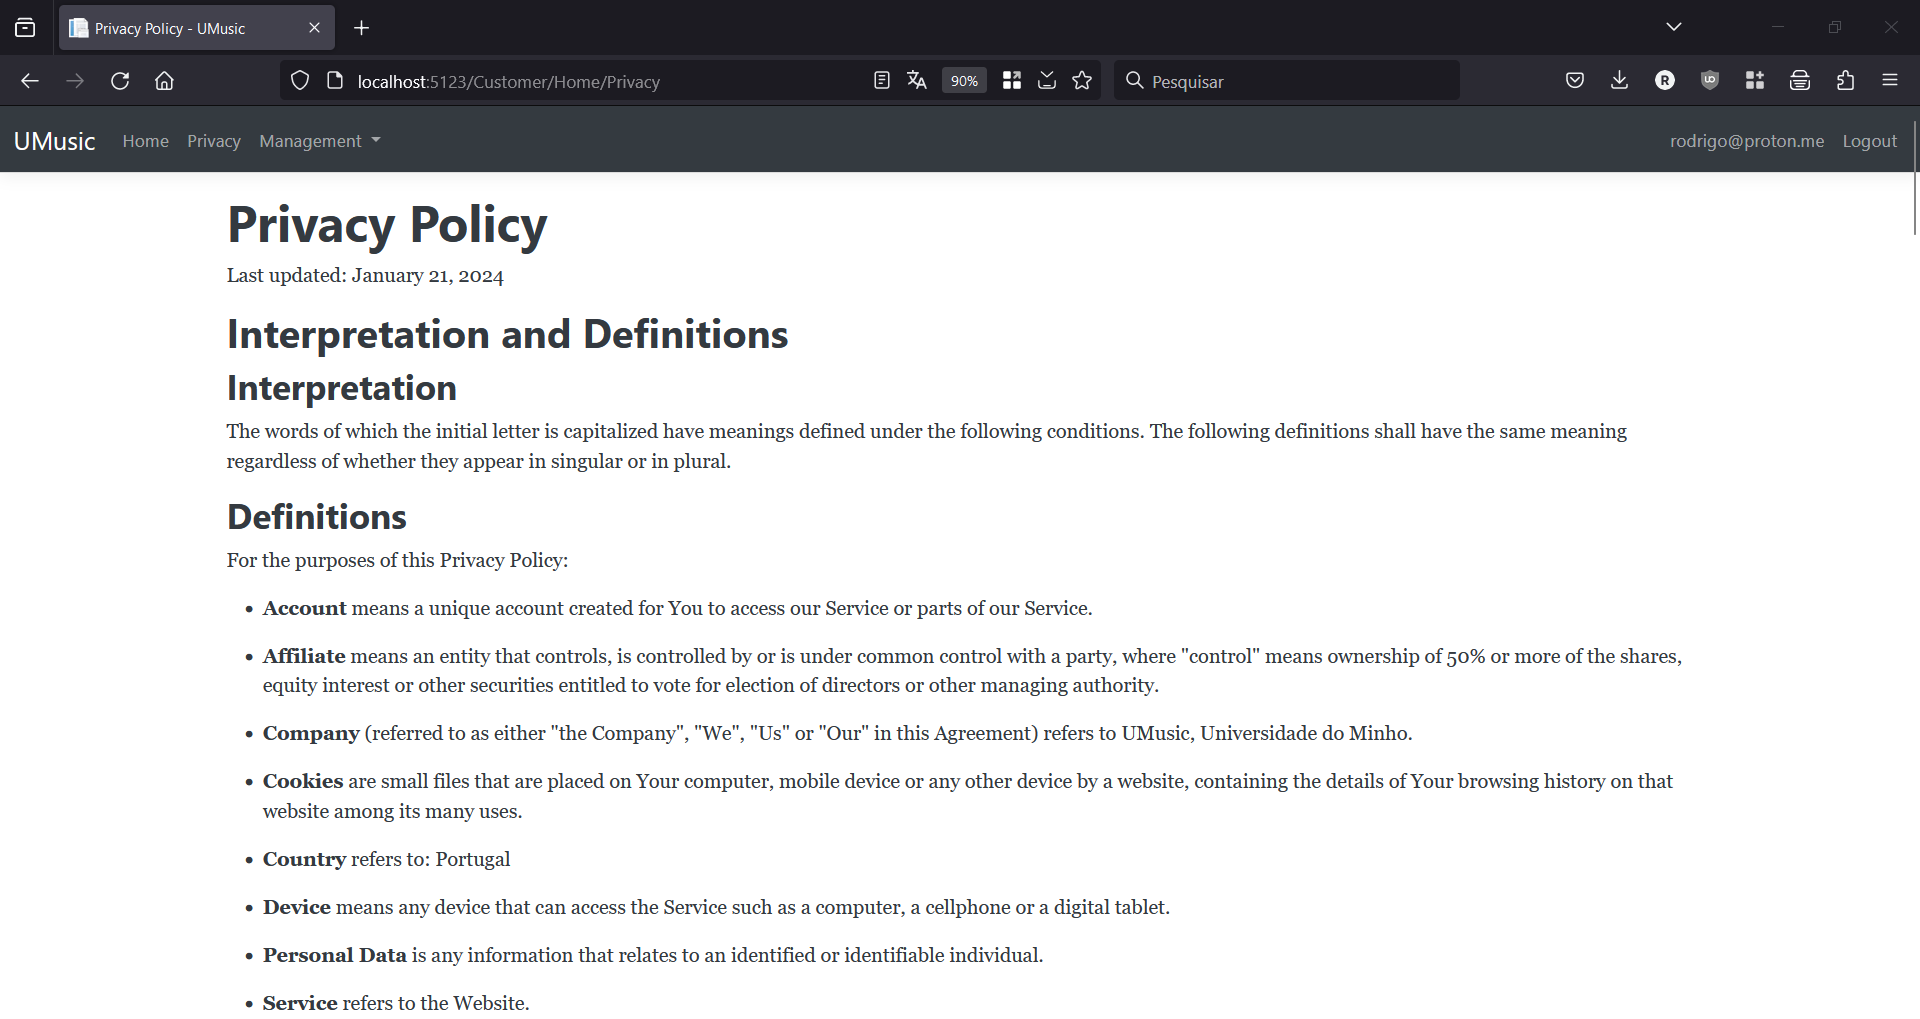 Privacy Policy - UMusic
localhost:5123/Customer/Home/Privacy
90%
Pesquisar
UMusic Home Privacy Management rodrigo@proton.me Logout
Privacy Policy
Last updated: January 21, 2024
Interpretation and Definitions
Interpretation
The words of which the initial letter is capitalized have meanings defined under the following conditions. The following definitions shall have the same meaning
regardless of whether they appear in singular or in plural.
Definitions
For the purposes of this Privacy Policy:
• Account means a unique account created for You to access our Service or parts of our Service.
• Affiliate means an entity that controls, is controlled by or is under common control with a party, where "control" means ownership of 50% or more of the shares,
equity interest or other securities entitled to vote for election of directors or other managing authority.
• Company (referred to as either "the Company", "We", "Us" or "Our" in this Agreement) refers to UMusic, Universidade do Minho.
• Cookies are small files that are placed on Your computer, mobile device or any other device by a website, containing the details of Your browsing history on that
website among its many uses.
• Country refers to: Portugal
• Device means any device that can access the Service such as a computer, a cellphone or a digital tablet.
• Personal Data is any information that relates to an identified or identifiable individual.
• Service refers to the Website.